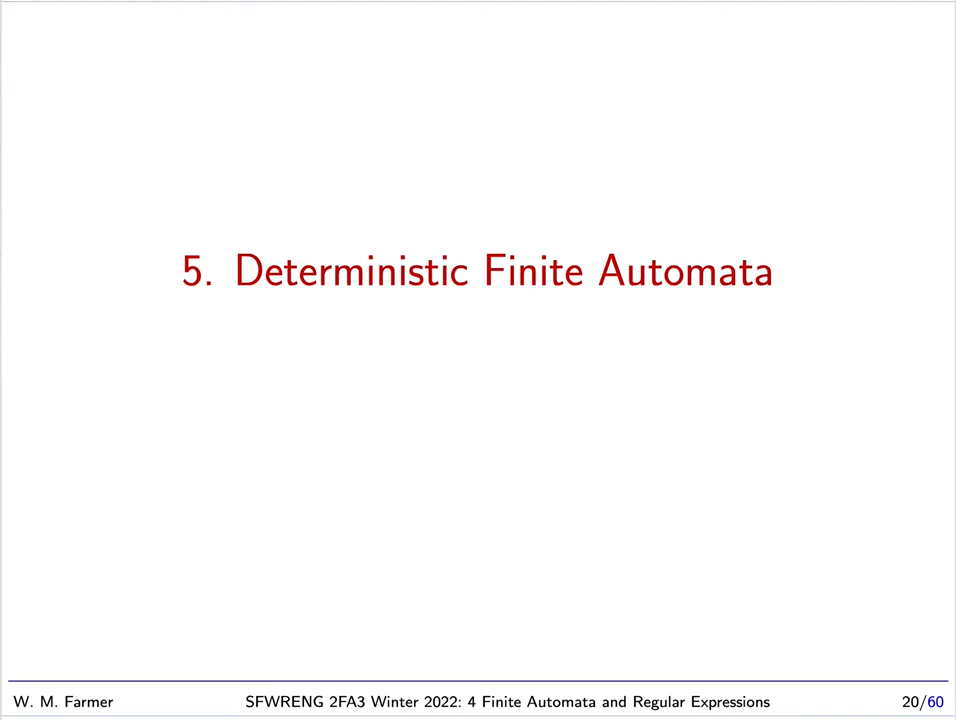 5. Deterministic Finite Automata
W. M. Farmer SFWRENG 2FA3 Winter 2022: 4 Finite Automata and Regular Expressions 20/60